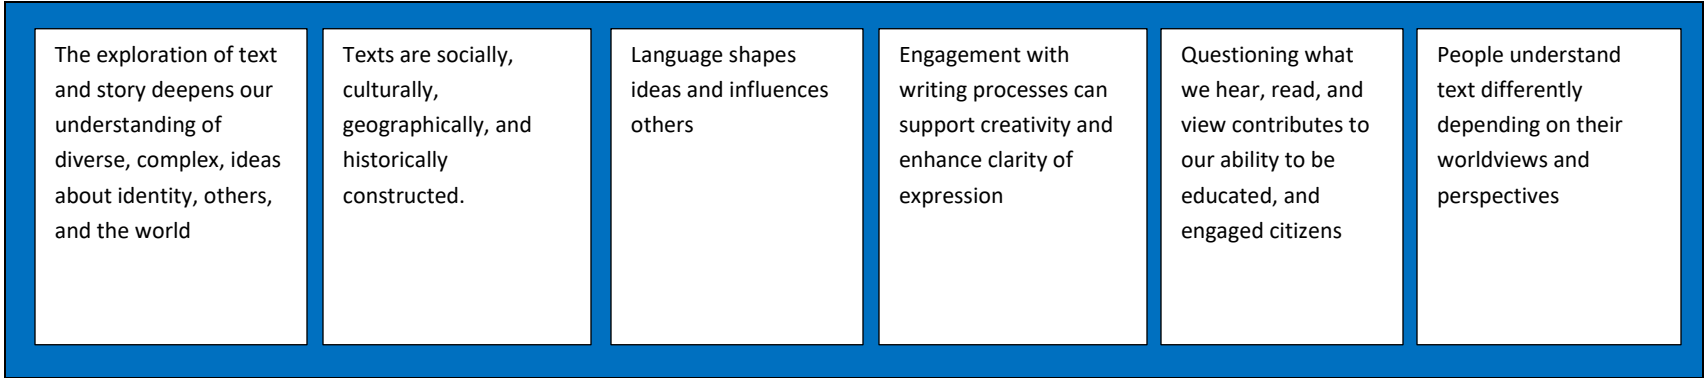 The exploration of text
and story deepens our
understanding of
diverse, complex, ideas
about identity, others,
and the world
Texts are socially,
culturally,
geographically, and
historically
constructed.
Language shapes
ideas and influences
others
Engagement with
writing processes can
support creativity and
enhance clarity of
expression
Questioning what
we hear, read, and
view contributes to
our ability to be
educated, and
engaged citizens
People understand
text differently
depending on their
worldviews and
perspectives